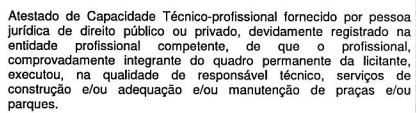 Atestado de Capacidade Técnico-profissional fornecido por pessoa
jurídica de direito público ou privado, devidamente registrado na
entidade profissional competente, de que o profissional,
comprovadamente integrante do quadro permanente da licitante,
executou, na qualidade de responsável técnico, serviços de
construção e/ou adequação e/ou manutenção de praças e/ou
parques.